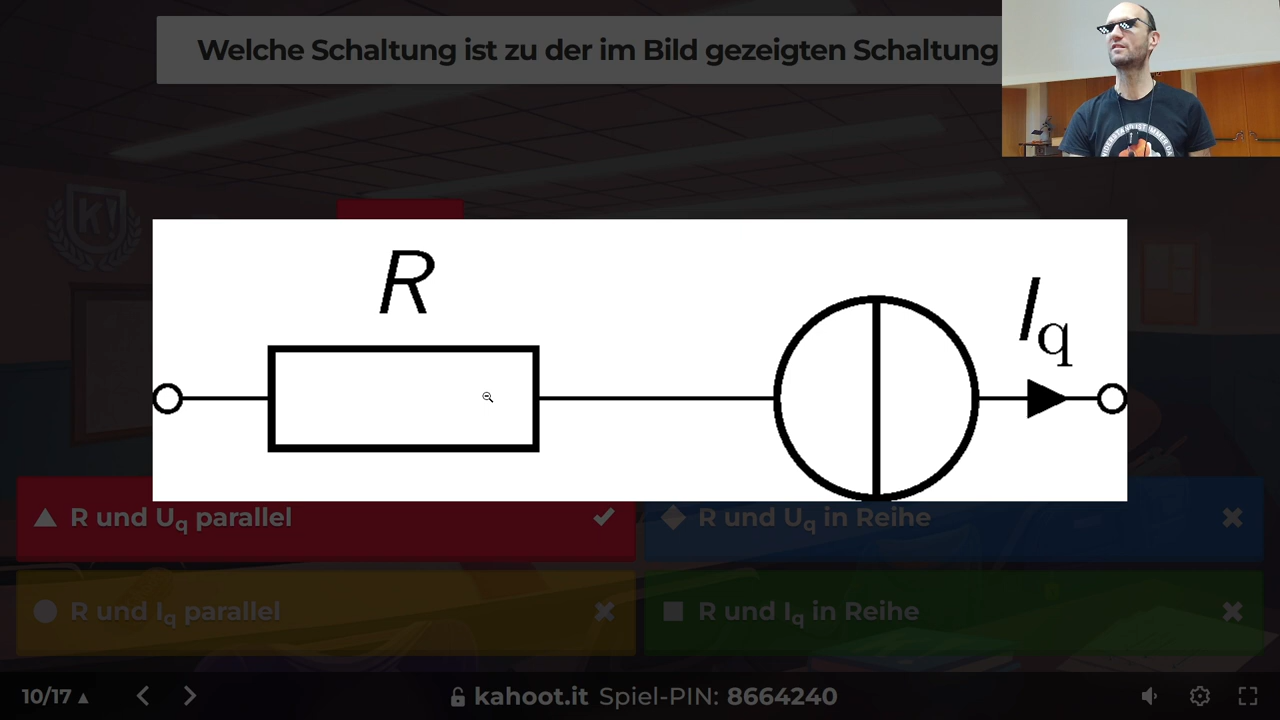 Welche Schaltung ist zu der im Bild gezeigten Schaltung
K!
R
Iq
R und Uq parallel
R und Uq in Reihe
R und Iq parallel
R und Iq in Reihe
10/17
kahoot.it Spiel-PIN: 8664240